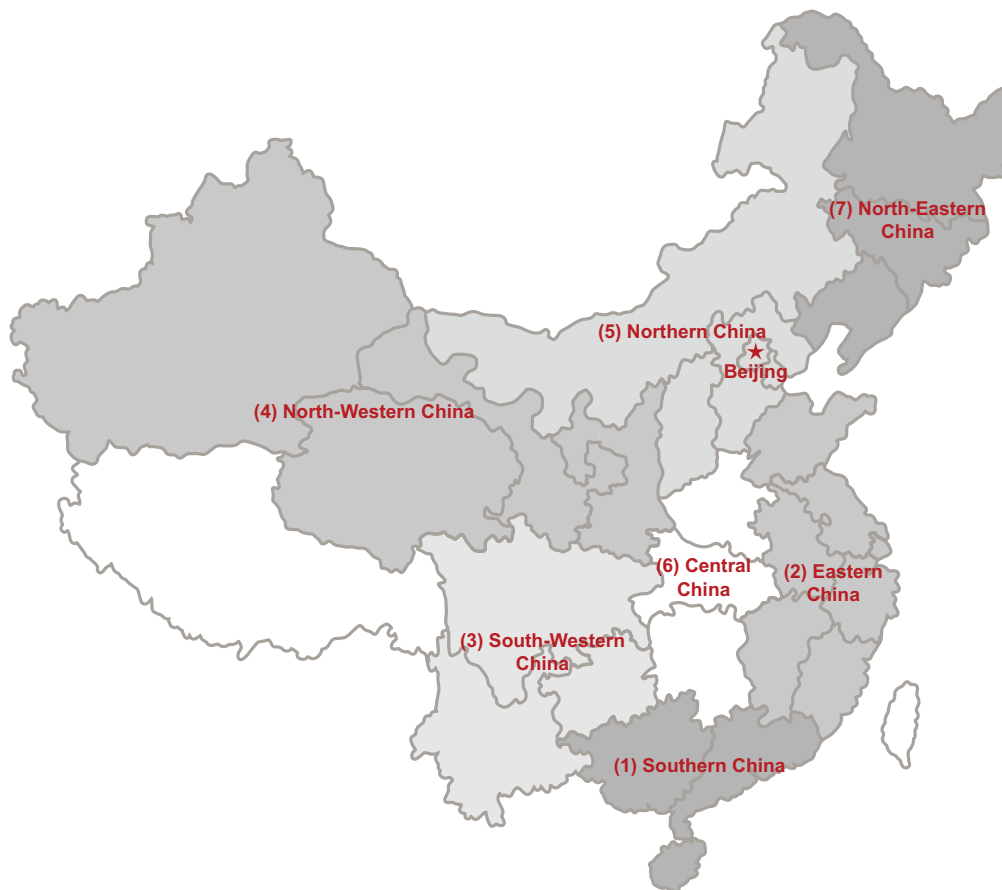 (7) North-Eastern
China
(5) Northern China
Beijing
(4) North-Western China
(6) Central
China
(2) Eastern
China
(3) South-Western
China
(1) Southern China